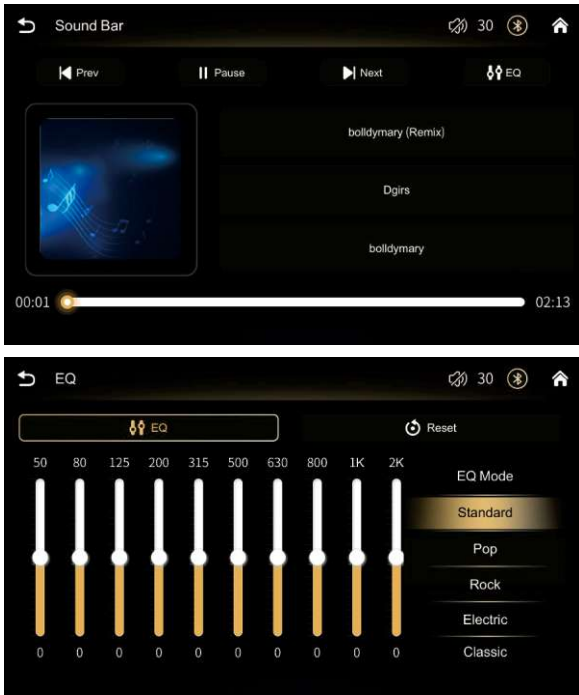 Sound Bar 30
Prev Pause Next EQ
bolldymary (Remix)
Dgirs
bolldymary
00:01 02:13
EQ 30
EQ Reset
50 80 125 200 315 500 630 800 1K 2K
EQ Mode
Standard
Pop
Rock
Electric
0 0 0 0 0 0 0 0 0 0 Classic